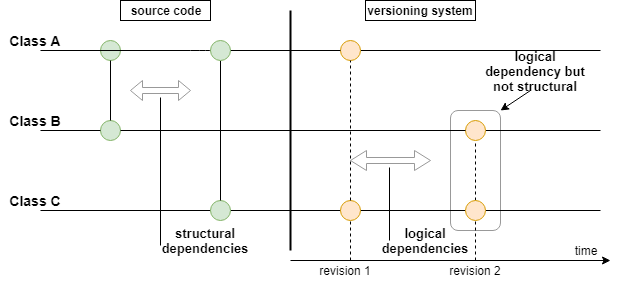 source code
versioning system
Class A
logical
dependency but
not structural
Class B
Class C
structural
dependencies
logical
dependencies
time
revision 1
revision 2